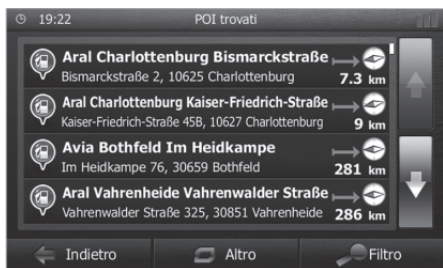 19:22 POI trovati
Aral Charlottenburg Bismarckstraße
Bismarckstraße 2, 10625 Charlottenburg 7.3 km
Aral Charlottenburg Kaiser-Friedrich-Straße
Kaiser-Friedrich-Straße 45B, 10627 Charlottenburg 9 km
Avia Bothfeld Im Heidkampe
Im Heidkampe 76, 30659 Bothfeld 281 km
Aral Vahrenheide Vahrenwalder Straße
Vahrenwalder Straße 325, 30851 Vahrenheide 286 km
Indietro Altro Filtro